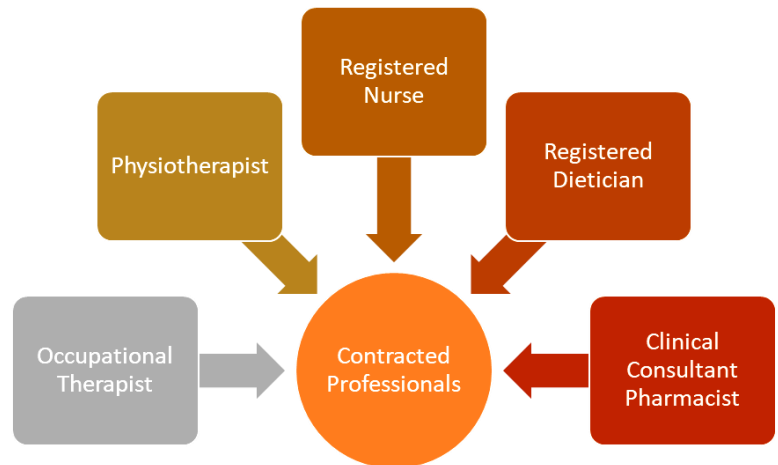 Registered
Nurse
Physiotherapist
Registered
Dietician
Occupational
Therapist
Contracted
Professionals
Clinical
Consultant
Pharmacist